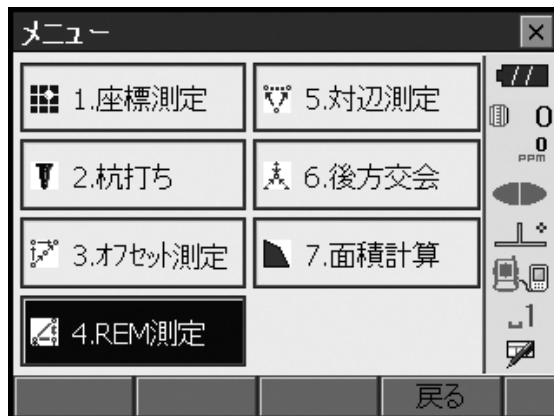 メニュー
1.座標測定
5.対辺測定
2.杭打ち
6.後方交会
3.オフセット測定
7.面積計算
4.REM測定
0
0
PPM
1
戻る